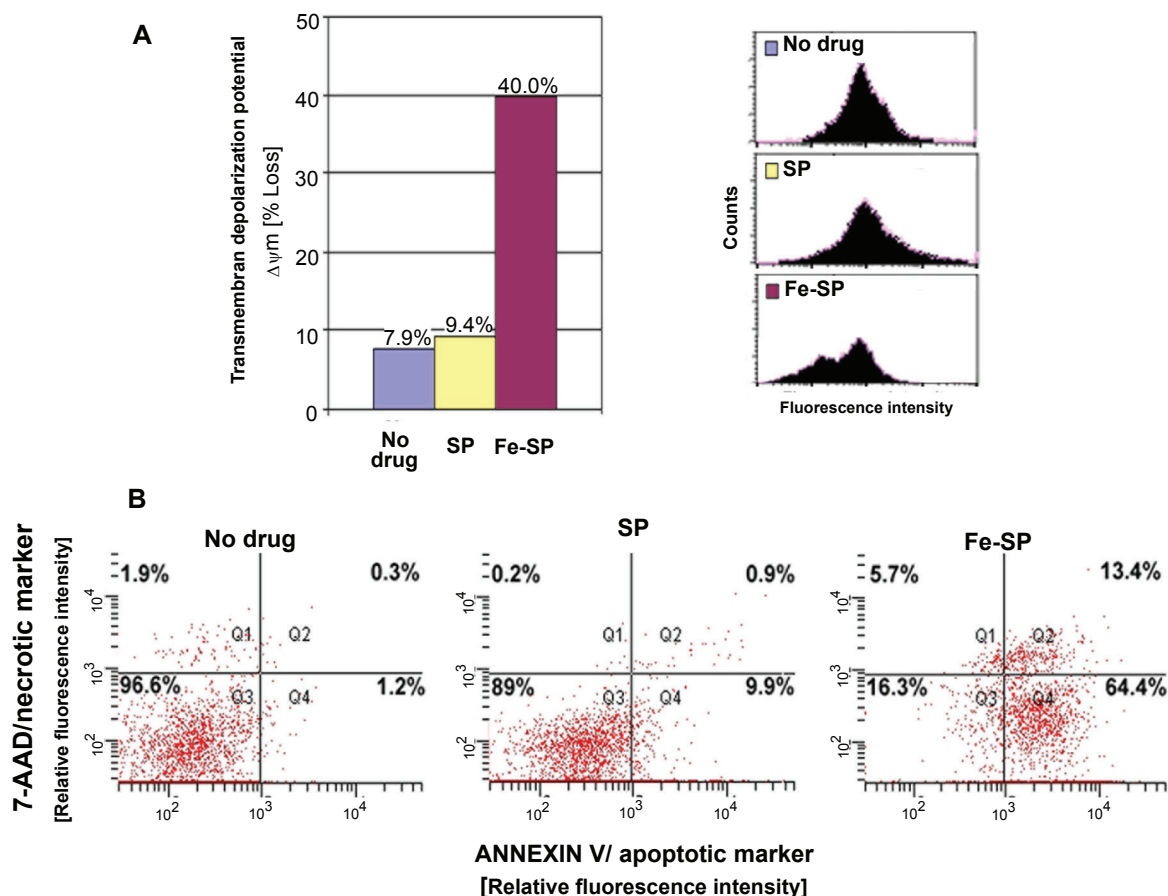 A
Transmembran depolarization potential
Δψm [% Loss]
50
40
30
20
10
0
7.9%
9.4%
40.0%
No drug
SP
Fe-SP
No drug
SP
Fe-SP
Counts
Fluorescence intensity
B
7-AAD/necrotic marker
[Relative fluorescence intensity]
No drug
1.9%
0.3%
Q1
Q2
96.6%
1.2%
Q3
Q4
10^4
10^3
10^2
10^2
10^3
10^4
SP
0.2%
0.9%
Q1
Q2
89%
9.9%
Q3
Q4
10^4
10^3
10^2
10^2
10^3
10^4
Fe-SP
5.7%
13.4%
Q1
Q2
16.3%
64.4%
Q3
Q4
10^4
10^3
10^2
10^2
10^3
10^4
ANNEXIN V/ apoptotic marker
[Relative fluorescence intensity]